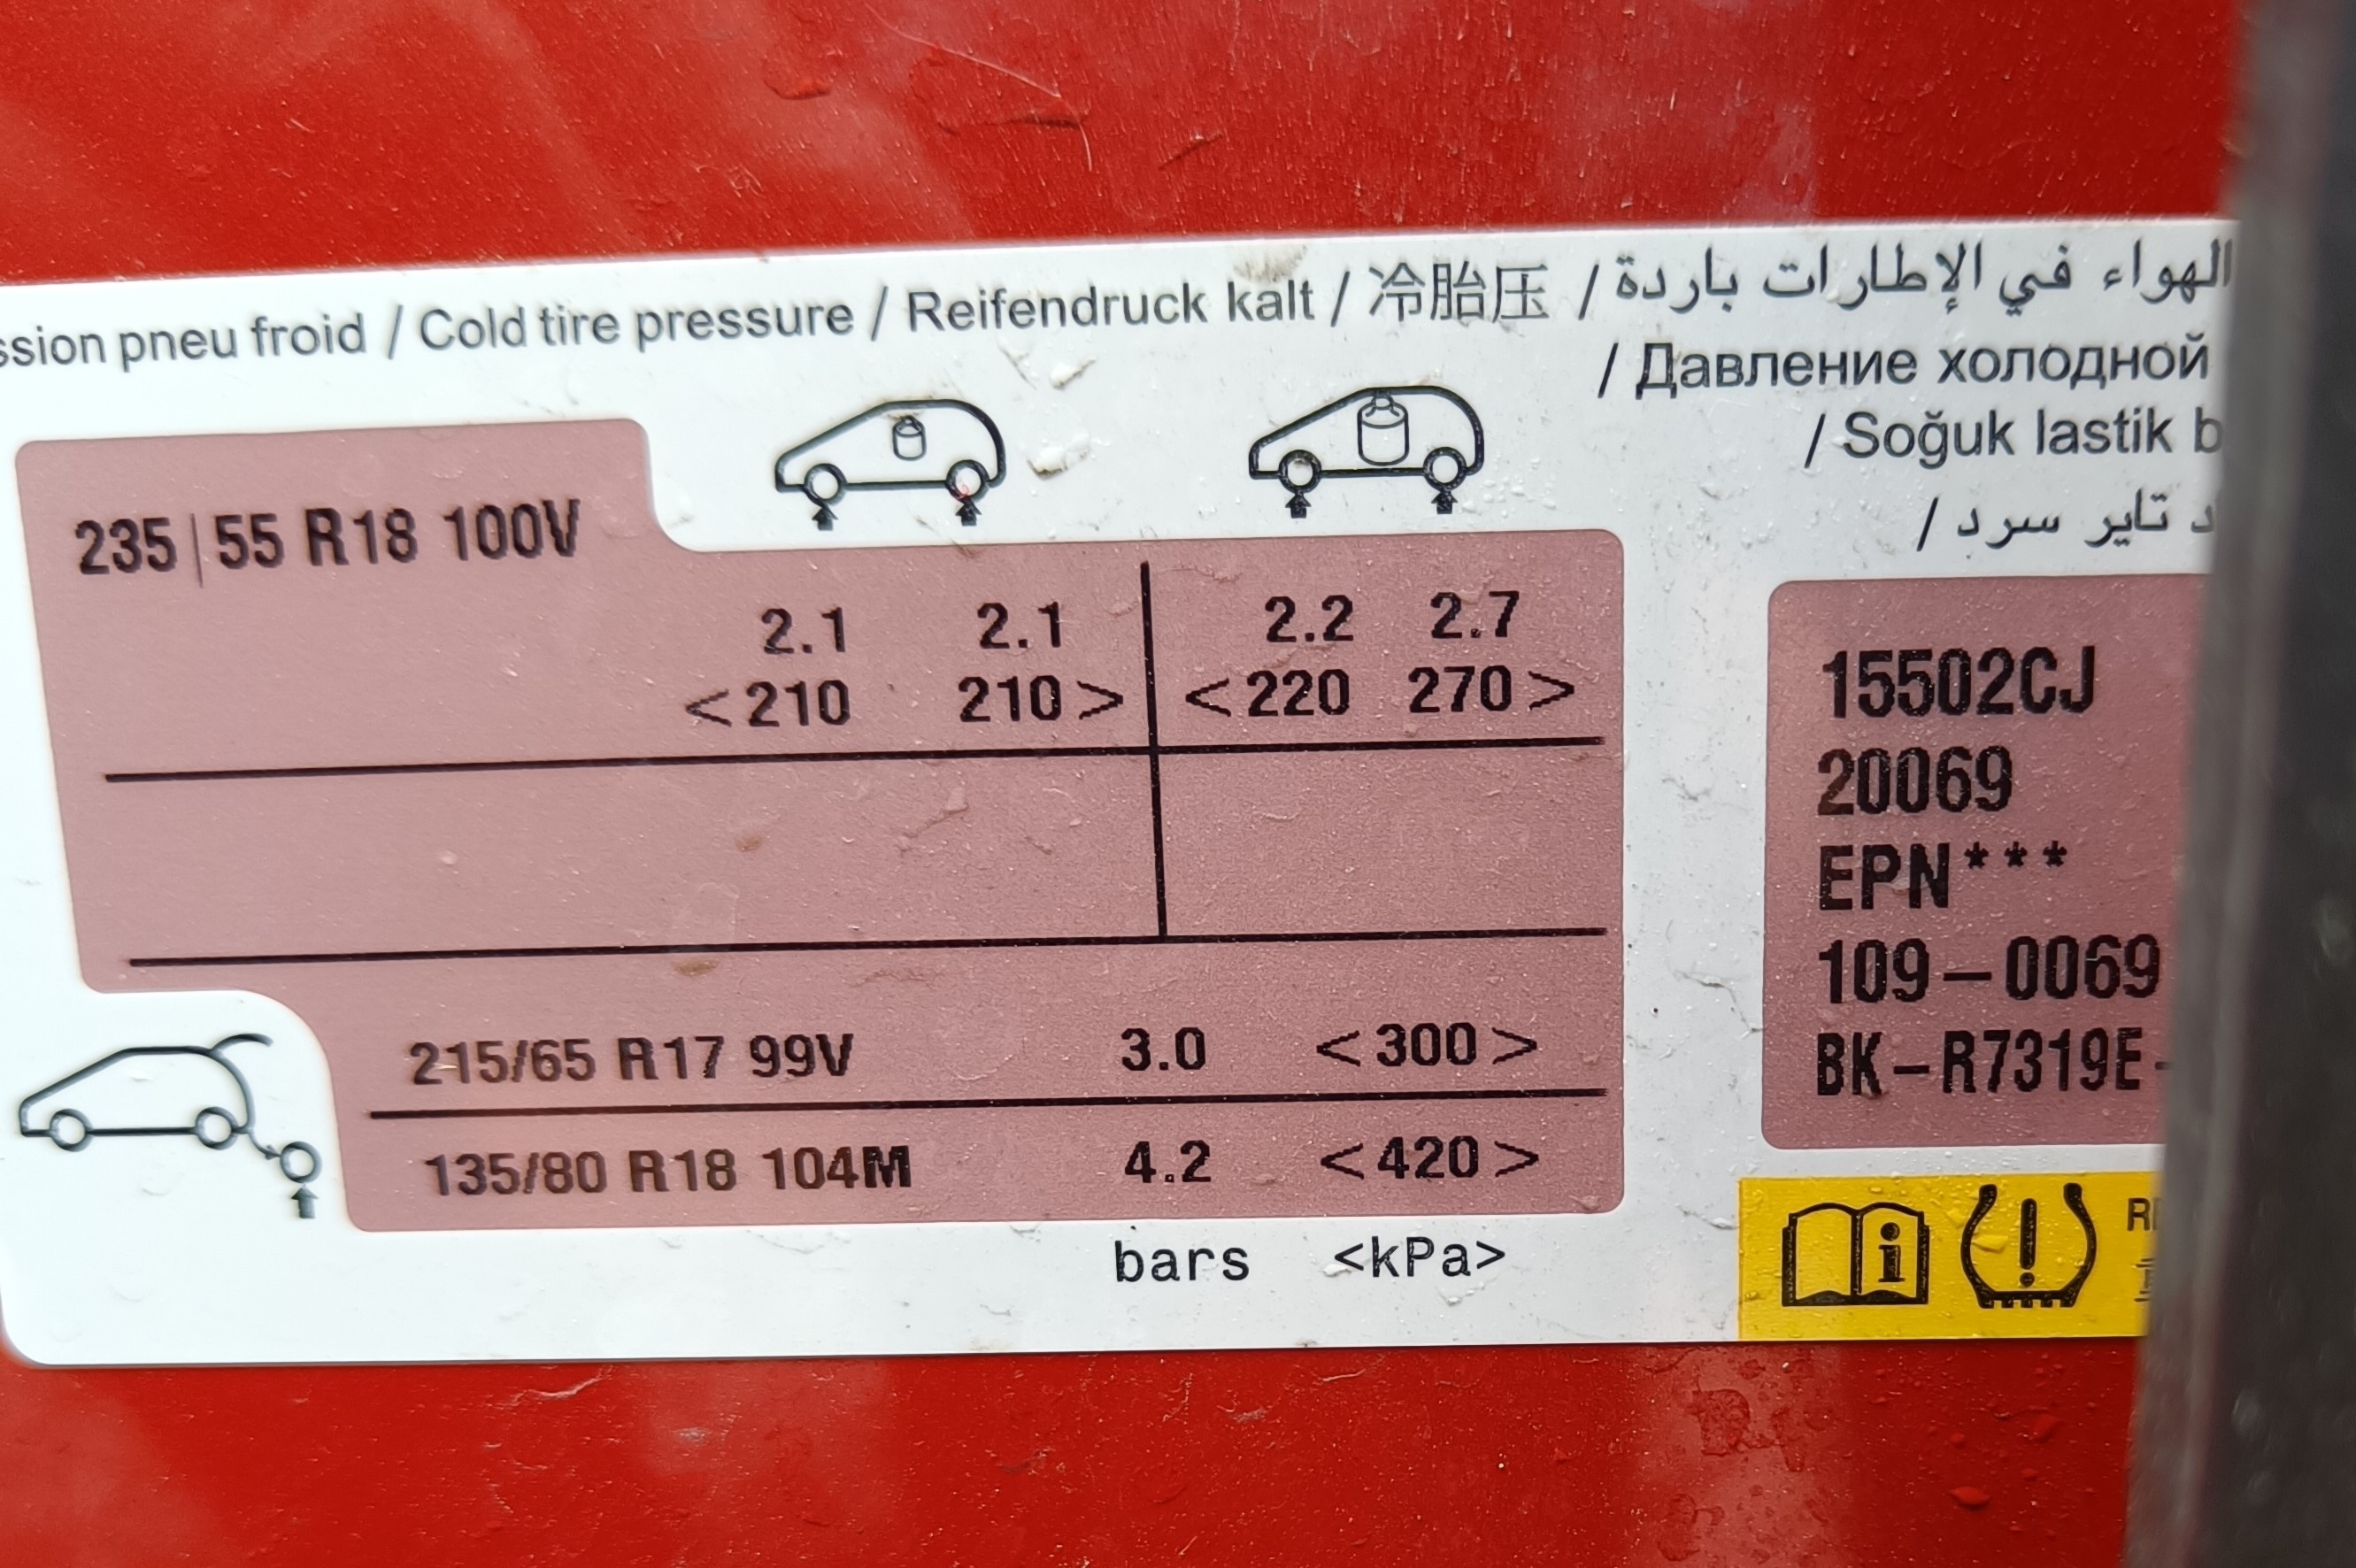 pneu froid / Cold tire pressure / Reifendruck kalt / 冷胎压 / الهواء في الإطارات باردة
/ Давление холодной
/ Soğuk lastik
تاير سرد /
235|55 R18 100V
2.1 2.1 2.2 2.7
<210 210> <220 270>
215/65 R17 99V 3.0 <300>
135/80 R18 104M 4.2 <420>
bars <kPa>
15502CJ
20069
EPN***
109-0069
BK-R7319E-
i !